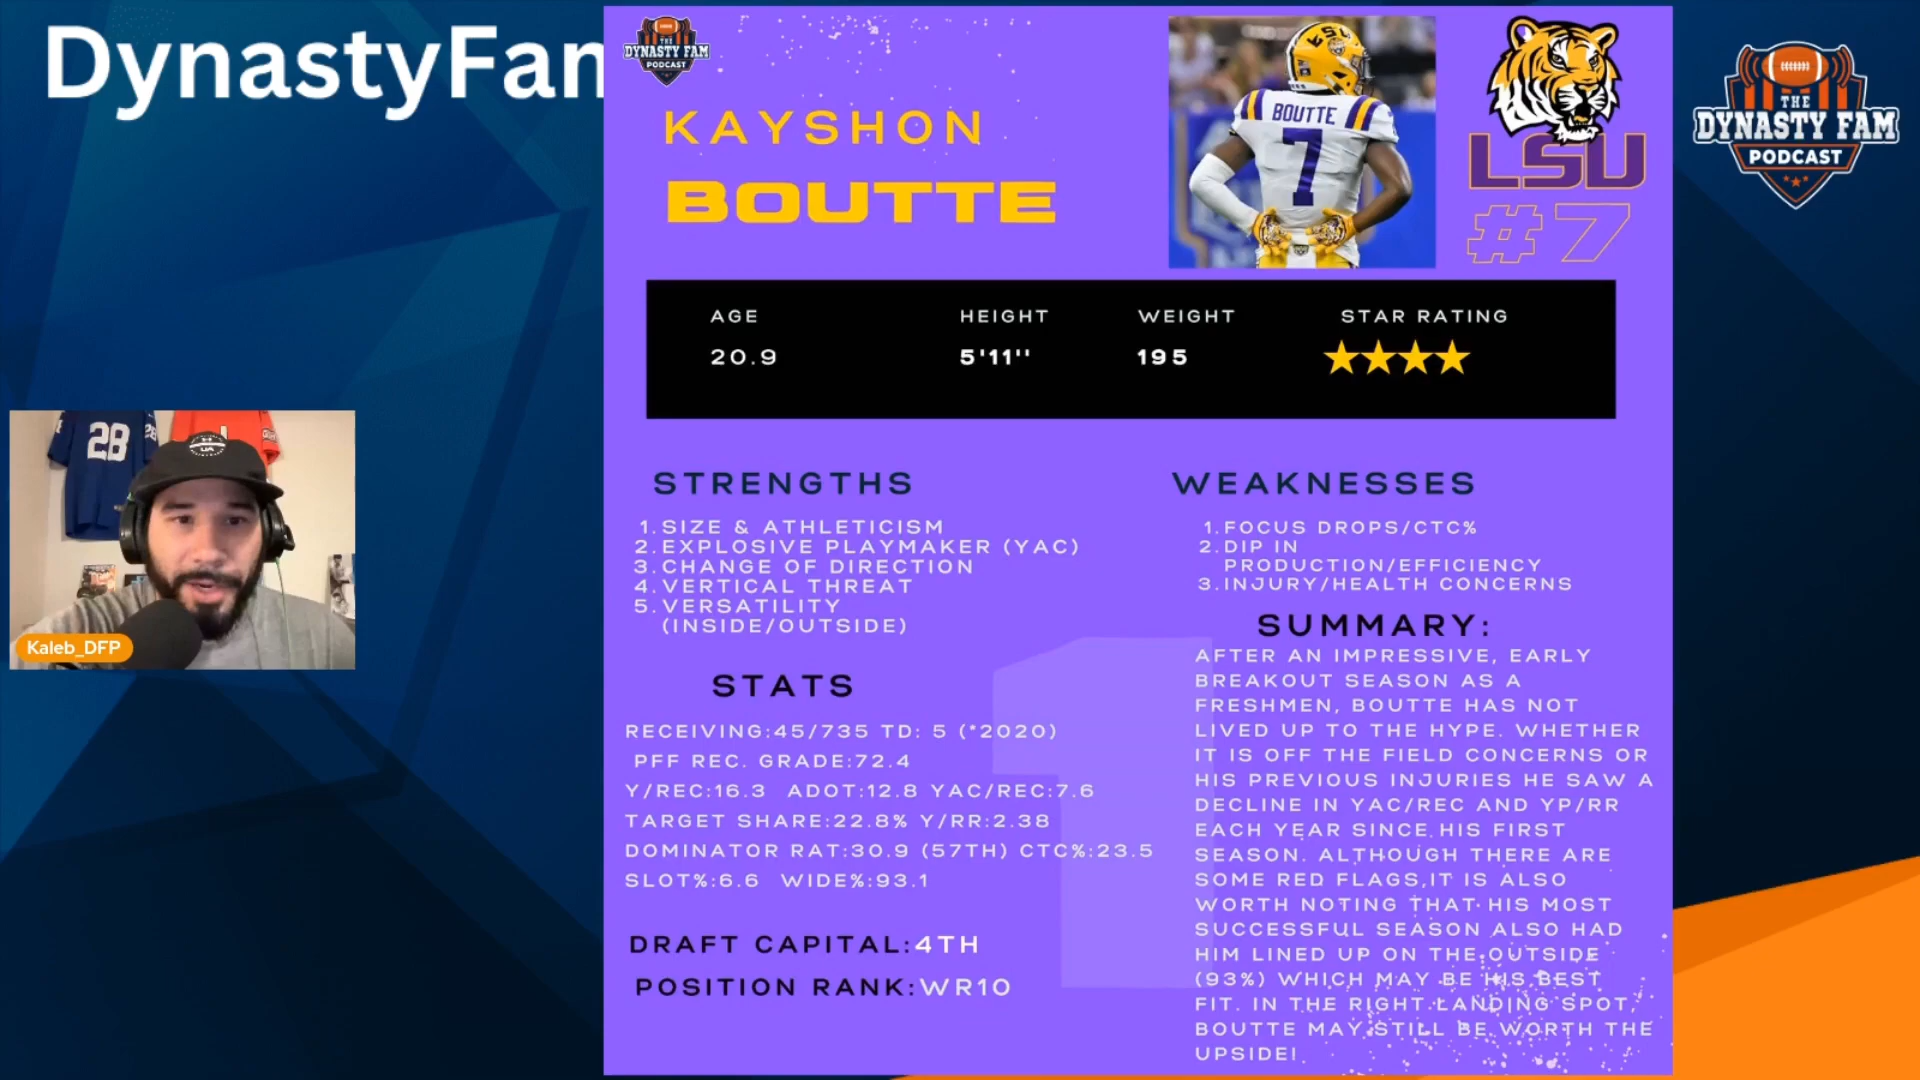 DynastyFan
THE
DYNASTY FAM
PODCAST
KAYSHON
BOUTTE
LSU
BOUTTE
7
LSU
#7
THE
DYNASTY FAM
PODCAST
AGE HEIGHT WEIGHT STAR RATING
20.9 5'11'' 195
28
28
UA
Kaleb_DFP
STRENGTHS
1. SIZE & ATHLETICISM
2. EXPLOSIVE PLAYMAKER (YAC)
3. CHANGE OF DIRECTION
4. VERTICAL THREAT
5. VERSATILITY
(INSIDE/OUTSIDE)
WEAKNESSES
1. FOCUS DROPS/CTC%
2. DIP IN
PRODUCTION/EFFICIENCY
3. INJURY/HEALTH CONCERNS
STATS
RECEIVING:45/735 TD: 5 (*2020)
PFF REC. GRADE:72.4
Y/REC:16.3 ADOT:12.8 YAC/REC:7.6
TARGET SHARE:22.8% Y/RR:2.38
DOMINATOR RAT:30.9 (57TH) CTC%:23.5
SLOT%:6.6 WIDE%:93.1
DRAFT CAPITAL:4TH
POSITION RANK:WR10
1
SUMMARY:
AFTER AN IMPRESSIVE, EARLY
BREAKOUT SEASON AS A
FRESHMEN, BOUTTE HAS NOT
LIVED UP TO THE HYPE. WHETHER
IT IS OFF THE FIELD CONCERNS OR
HIS PREVIOUS INJURIES HE SAW A
DECLINE IN YAC/REC AND YP/RR
EACH YEAR SINCE HIS FIRST
SEASON. ALTHOUGH THERE ARE
SOME RED FLAGS,IT IS ALSO
WORTH NOTING THAT HIS MOST
SUCCESSFUL SEASON ALSO HAD
HIM LINED UP ON THE OUTSIDE
(93%) WHICH MAY BE HIS BEST
FIT. IN THE RIGHT LANDING SPOT,
BOUTTE MAY STILL BE WORTH THE
UPSIDE!